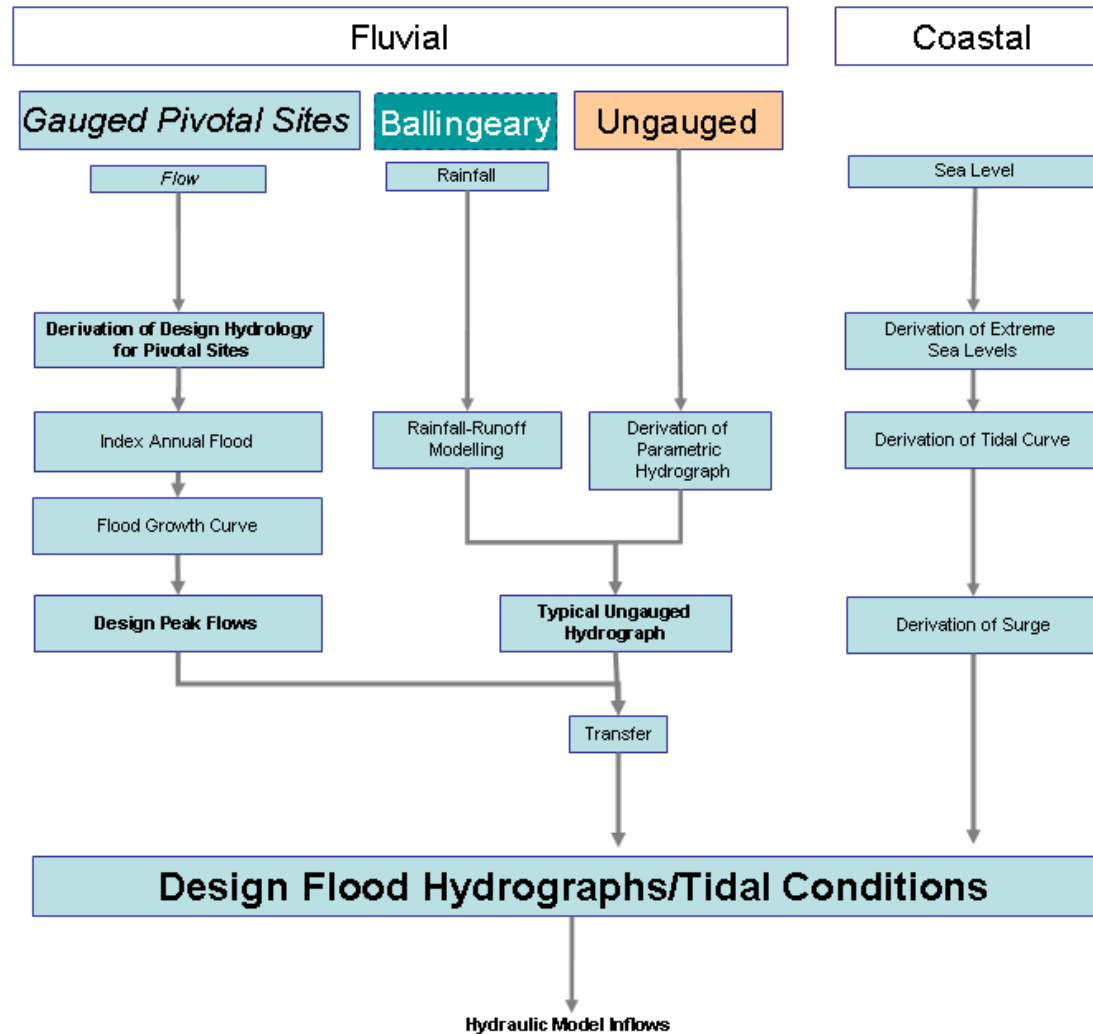 Fluvial
Coastal
Gauged Pivotal Sites
Ballingeary
Ungauged
Flow
Rainfall
Sea Level
Derivation of Design Hydrology
for Pivotal Sites
Derivation of Extreme
Sea Levels
Index Annual Flood
Rainfall-Runoff
Modelling
Derivation of
Parametric
Hydrograph
Derivation of Tidal Curve
Flood Growth Curve
Design Peak Flows
Typical Ungauged
Hydrograph
Derivation of Surge
Transfer
Design Flood Hydrographs/Tidal Conditions
Hydraulic Model Inflows